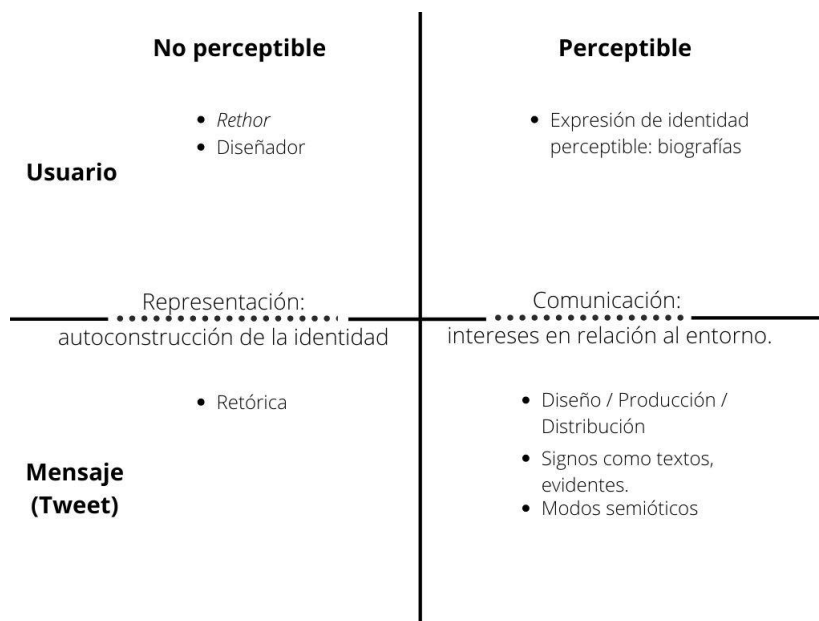 No perceptible
Perceptible
Usuario
• Rethor
• Diseñador
• Expresión de identidad
perceptible: biografías
Representación:
autoconstrucción de la identidad
Comunicación:
intereses en relación al entorno.
Mensaje
(Tweet)
• Retórica
• Diseño / Producción /
Distribución
• Signos como textos,
evidentes.
• Modos semióticos